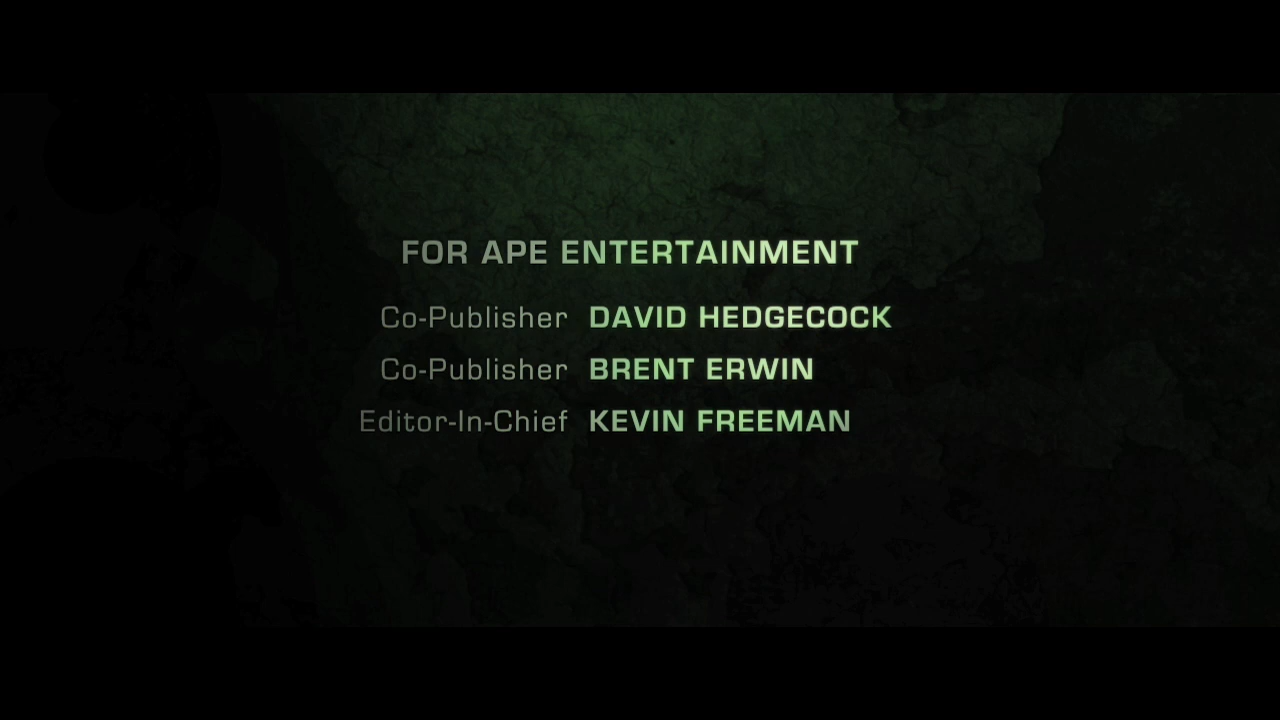 FOR APE ENTERTAINMENT
Co-Publisher DAVID HEDGECOCK
Co-Publisher BRENT ERWIN
Editor-In-Chief KEVIN FREEMAN